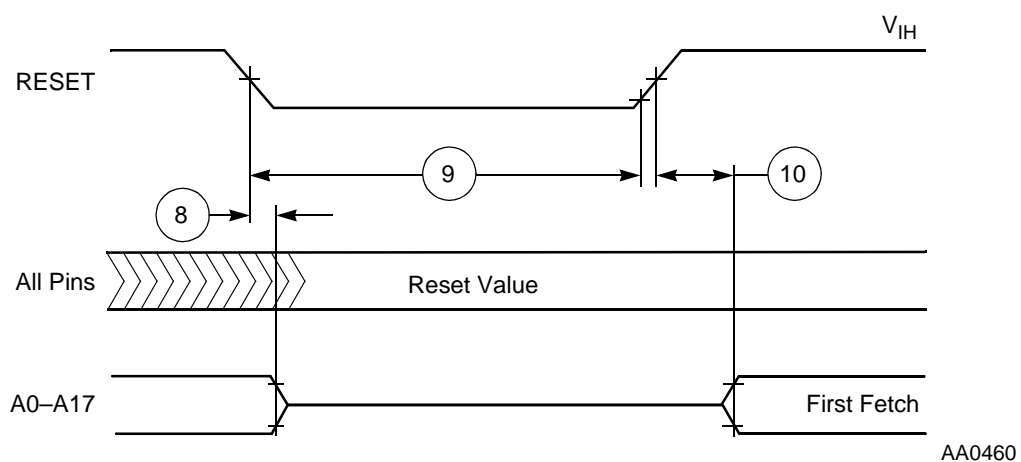 V_IH
RESET
9
10
8
All Pins
Reset Value
A0–A17
First Fetch
AA0460